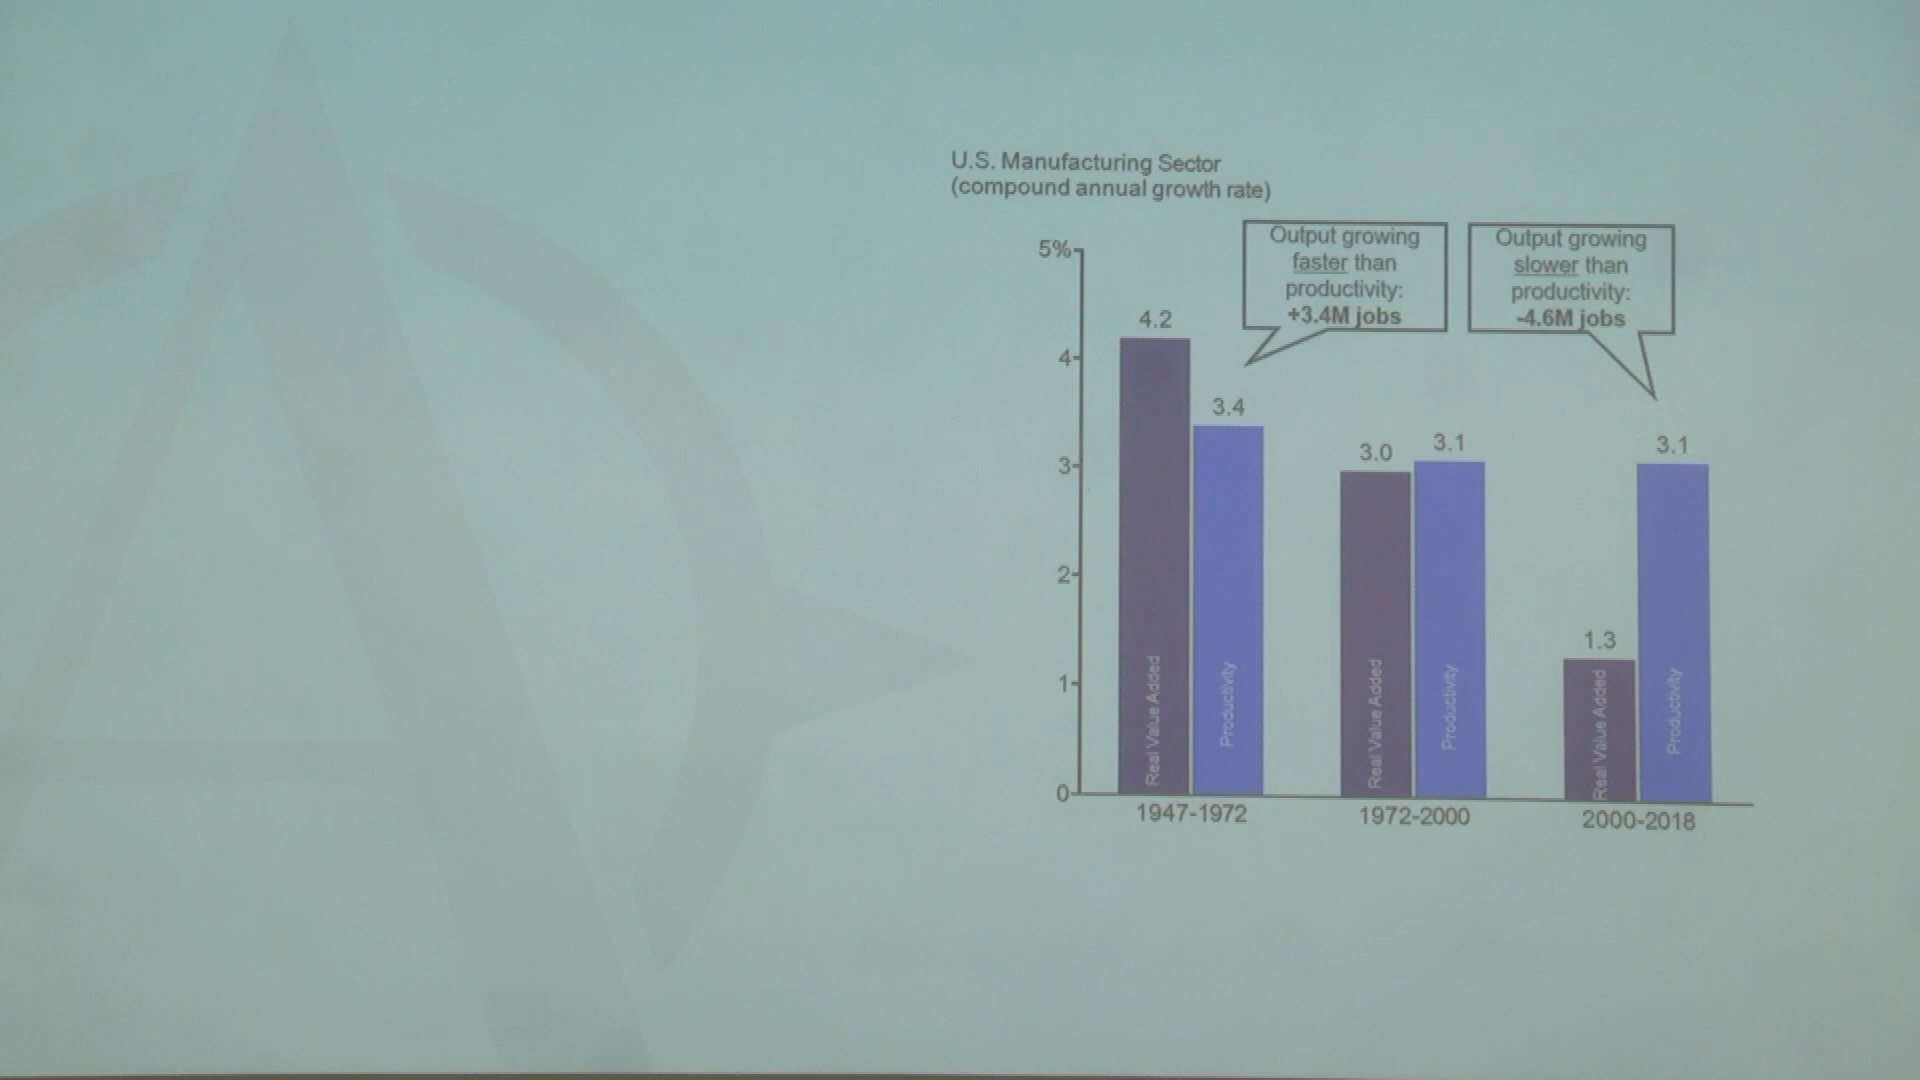 U.S. Manufacturing Sector
(compound annual growth rate)
Output growing
faster than
productivity:
+3.4M jobs
Output growing
slower than
productivity:
-4.6M jobs
5%
4
3
2
1
0
4.2
3.4
3.0
3.1
1.3
3.1
Real Value Added
Productivity
Real Value Added
Productivity
Real Value Added
Productivity
1947-1972
1972-2000
2000-2018